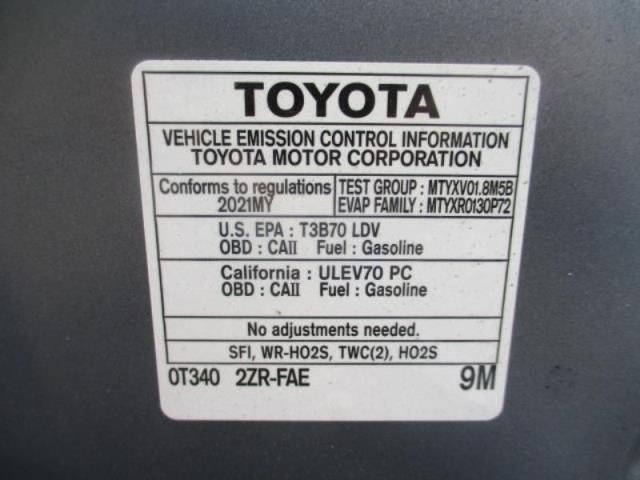 TOYOTA
VEHICLE EMISSION CONTROL INFORMATION
TOYOTA MOTOR CORPORATION
Conforms to regulations
2021MY
TEST GROUP : MTYXV01.8M5B
EVAP FAMILY : MTYXR0130P72
U.S. EPA : T3B70 LDV
OBD : CAII Fuel : Gasoline
California : ULEV70 PC
OBD : CAII Fuel : Gasoline
No adjustments needed.
SFI, WR-HO2S, TWC(2), HO2S
0T340 2ZR-FAE 9M